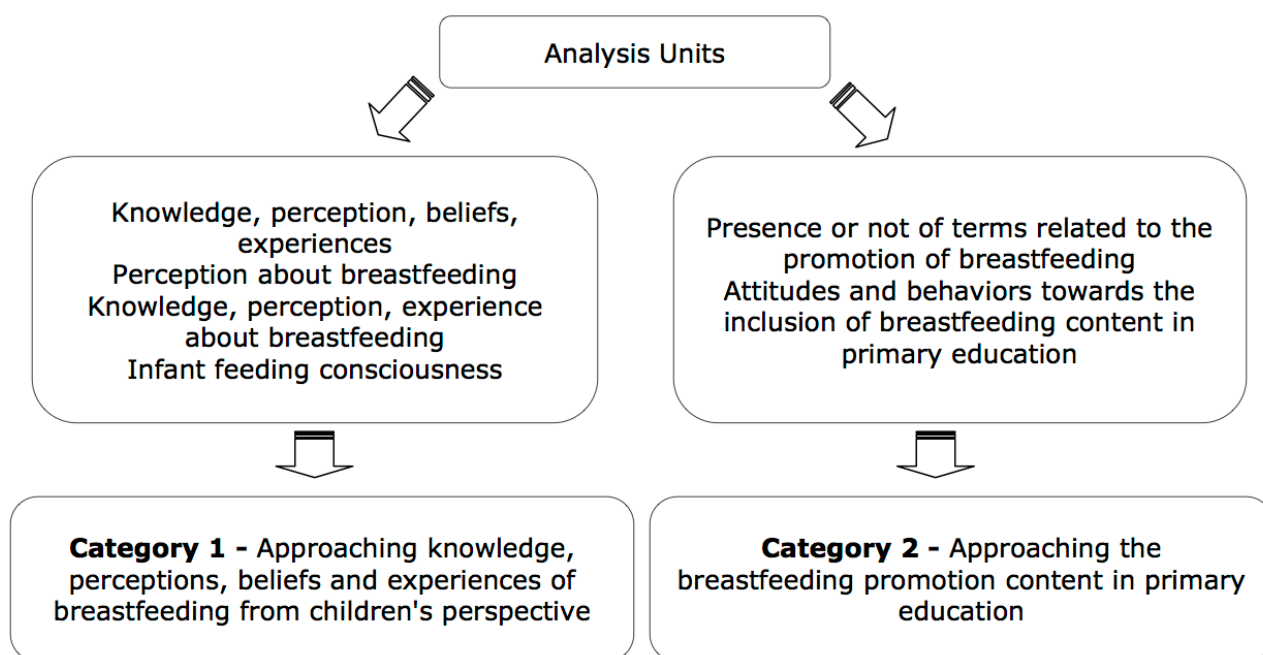 Analysis Units
Knowledge, perception, beliefs,
experiences
Perception about breastfeeding
Knowledge, perception, experience
about breastfeeding
Infant feeding consciousness
Presence or not of terms related to the
promotion of breastfeeding
Attitudes and behaviors towards the
inclusion of breastfeeding content in
primary education
Category 1 - Approaching knowledge,
perceptions, beliefs and experiences of
breastfeeding from children's perspective
Category 2 - Approaching the
breastfeeding promotion content in primary
education